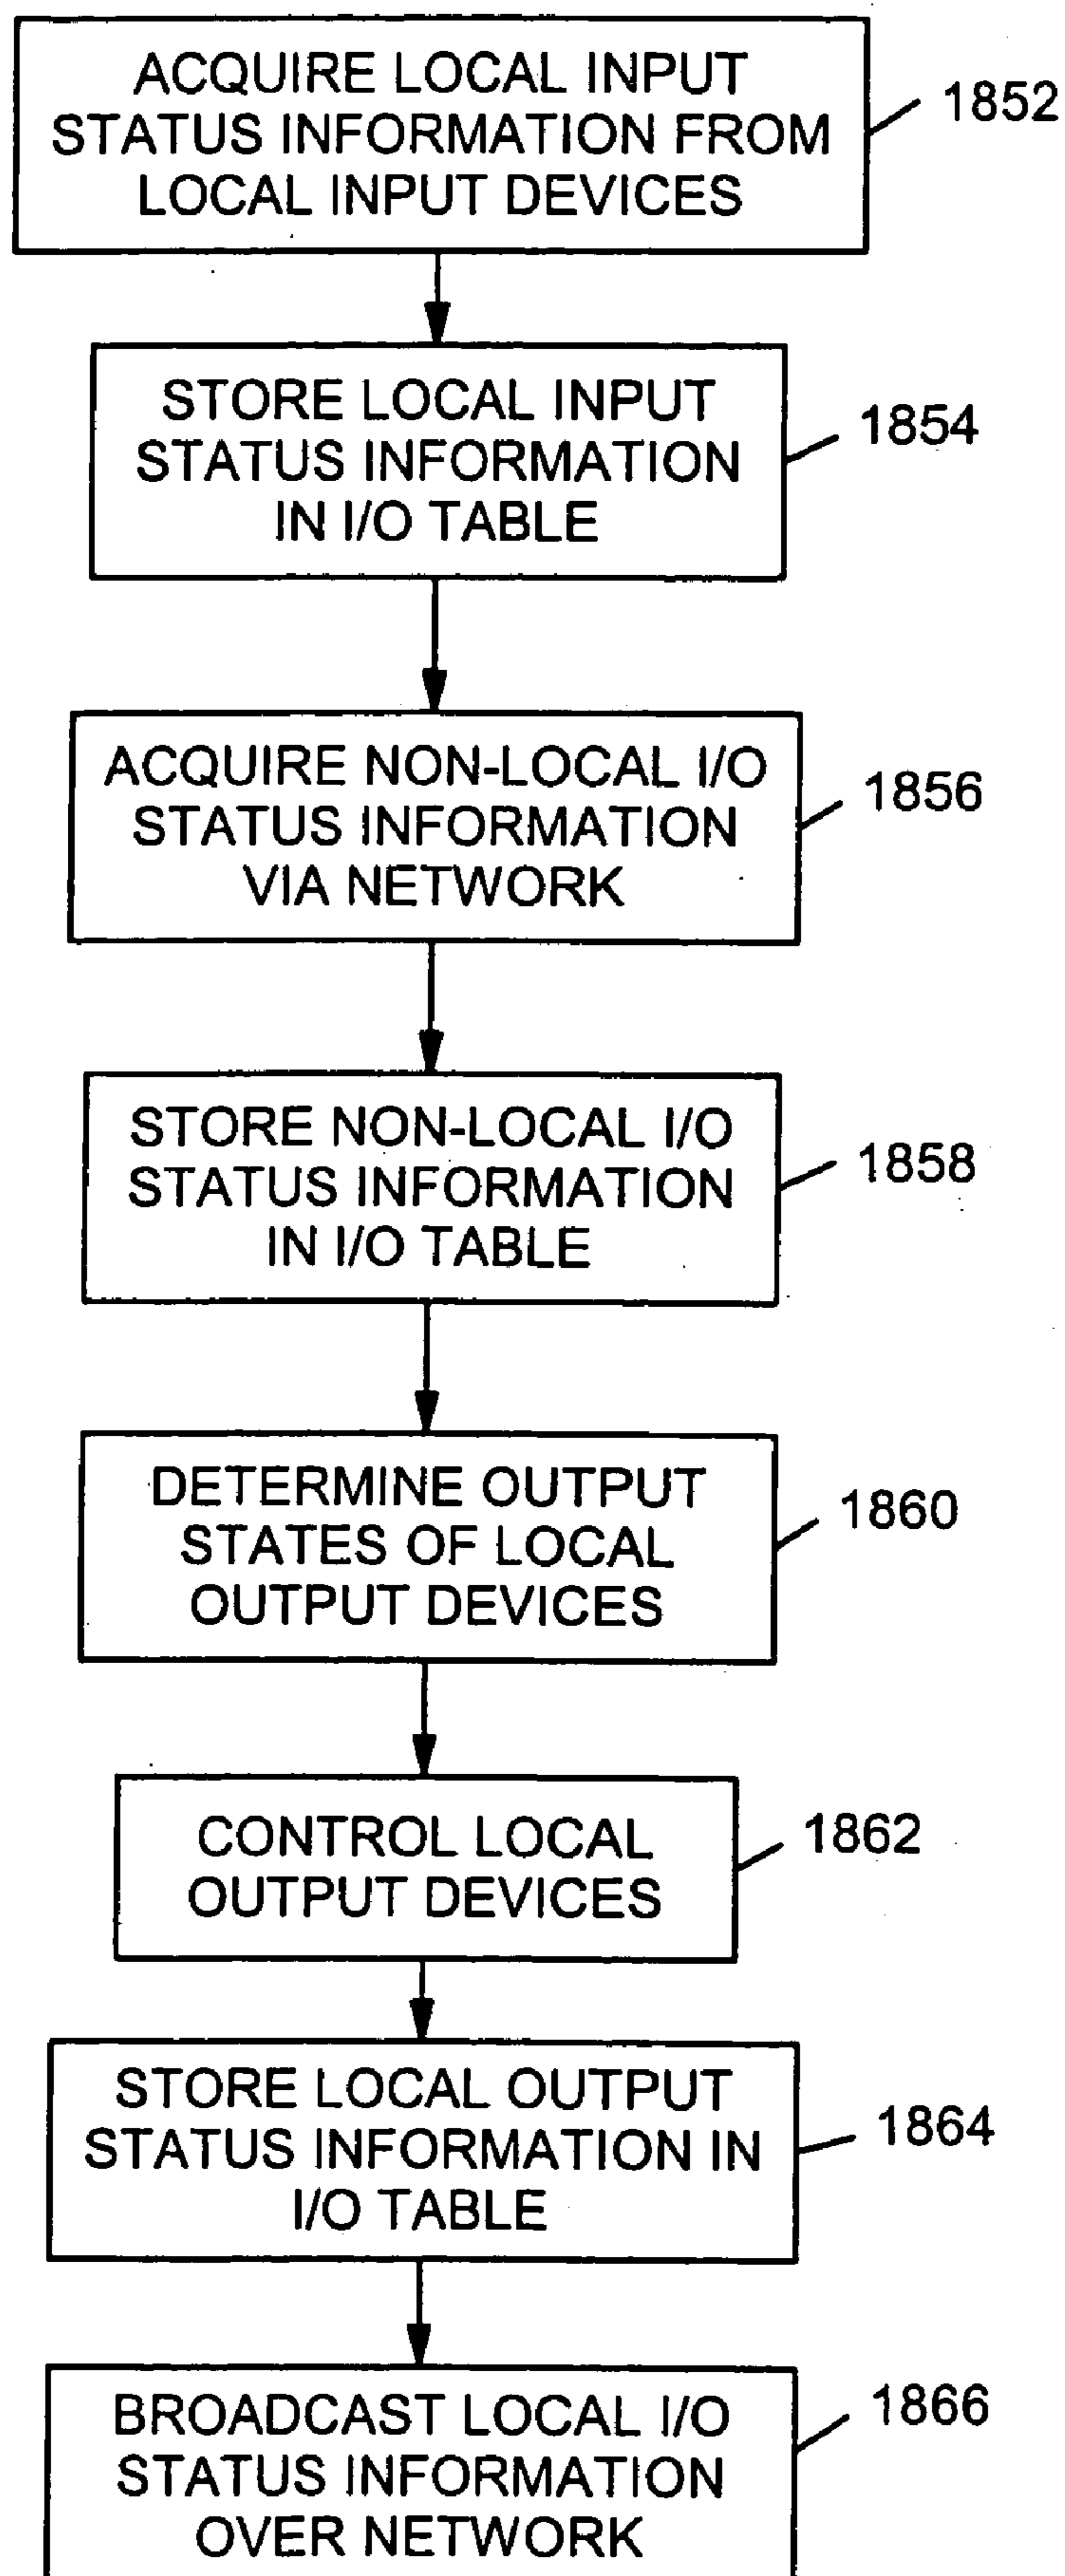 ACQUIRE LOCAL INPUT
STATUS INFORMATION FROM
LOCAL INPUT DEVICES
1852
STORE LOCAL INPUT
STATUS INFORMATION
IN I/O TABLE
1854
ACQUIRE NON-LOCAL I/O
STATUS INFORMATION
VIA NETWORK
1856
STORE NON-LOCAL I/O
STATUS INFORMATION
IN I/O TABLE
1858
DETERMINE OUTPUT
STATES OF LOCAL
OUTPUT DEVICES
1860
CONTROL LOCAL
OUTPUT DEVICES
1862
STORE LOCAL OUTPUT
STATUS INFORMATION IN
I/O TABLE
1864
BROADCAST LOCAL I/O
STATUS INFORMATION
OVER NETWORK
1866